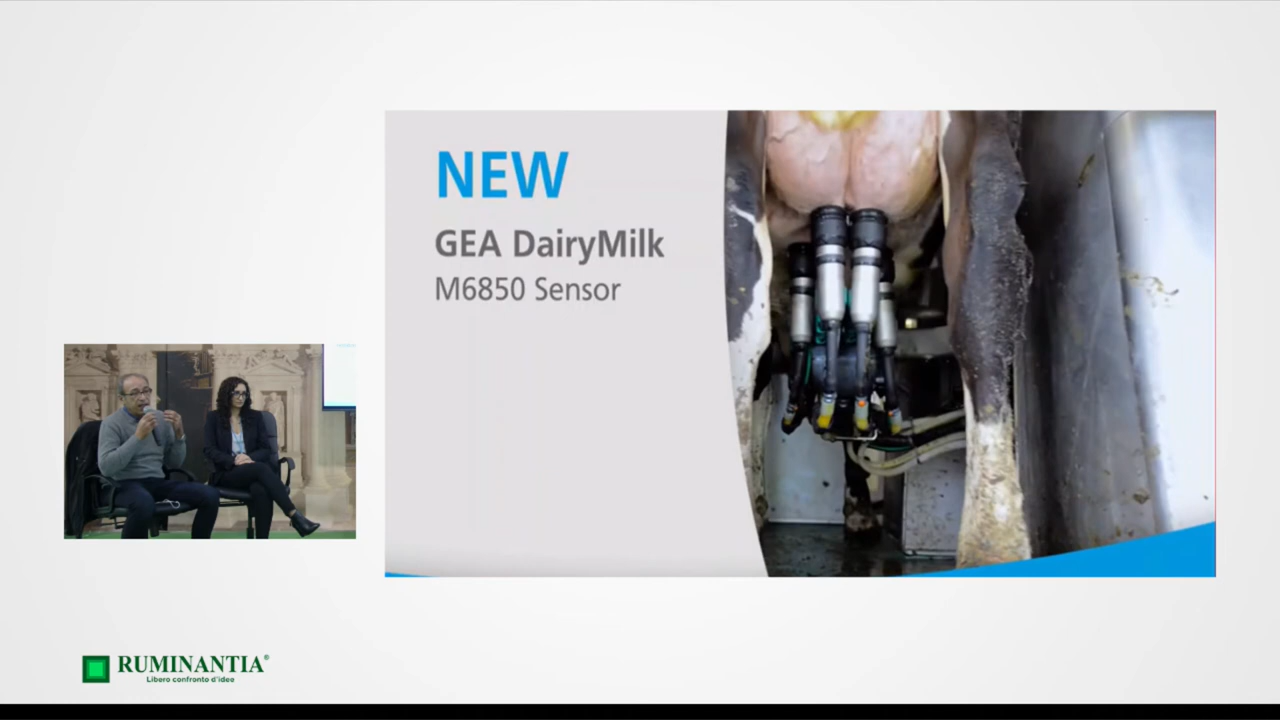 NEW
GEA DairyMilk
M6850 Sensor
RUMINANTIA®
Libero confronto d'idee